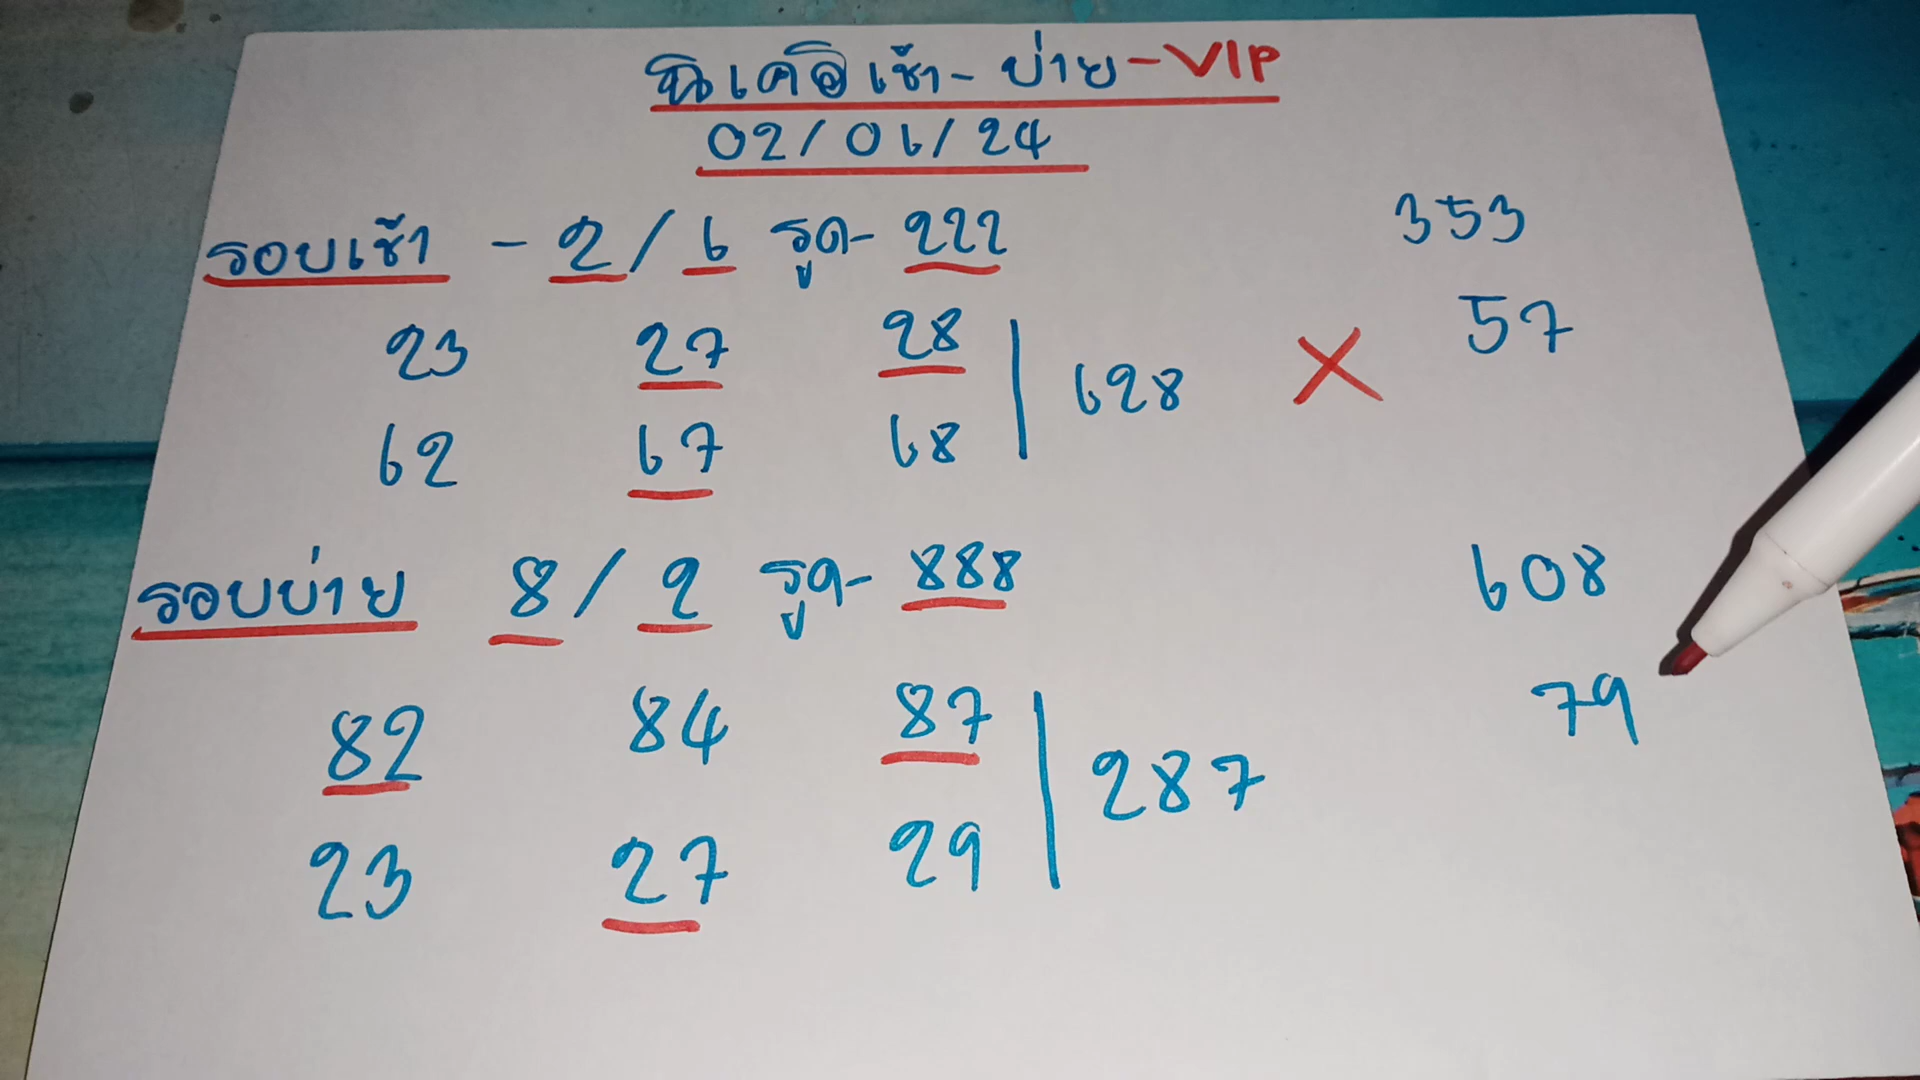 นิเคอิเช้า - บ่าย - VIP
02/01/24
รอบเช้า - 2/6 รูด- 222 353
23 27 28 57
628 X
62 67 68
รอบบ่าย 8/2 รูด- 888 608
82 84 87 79
287
23 27 29